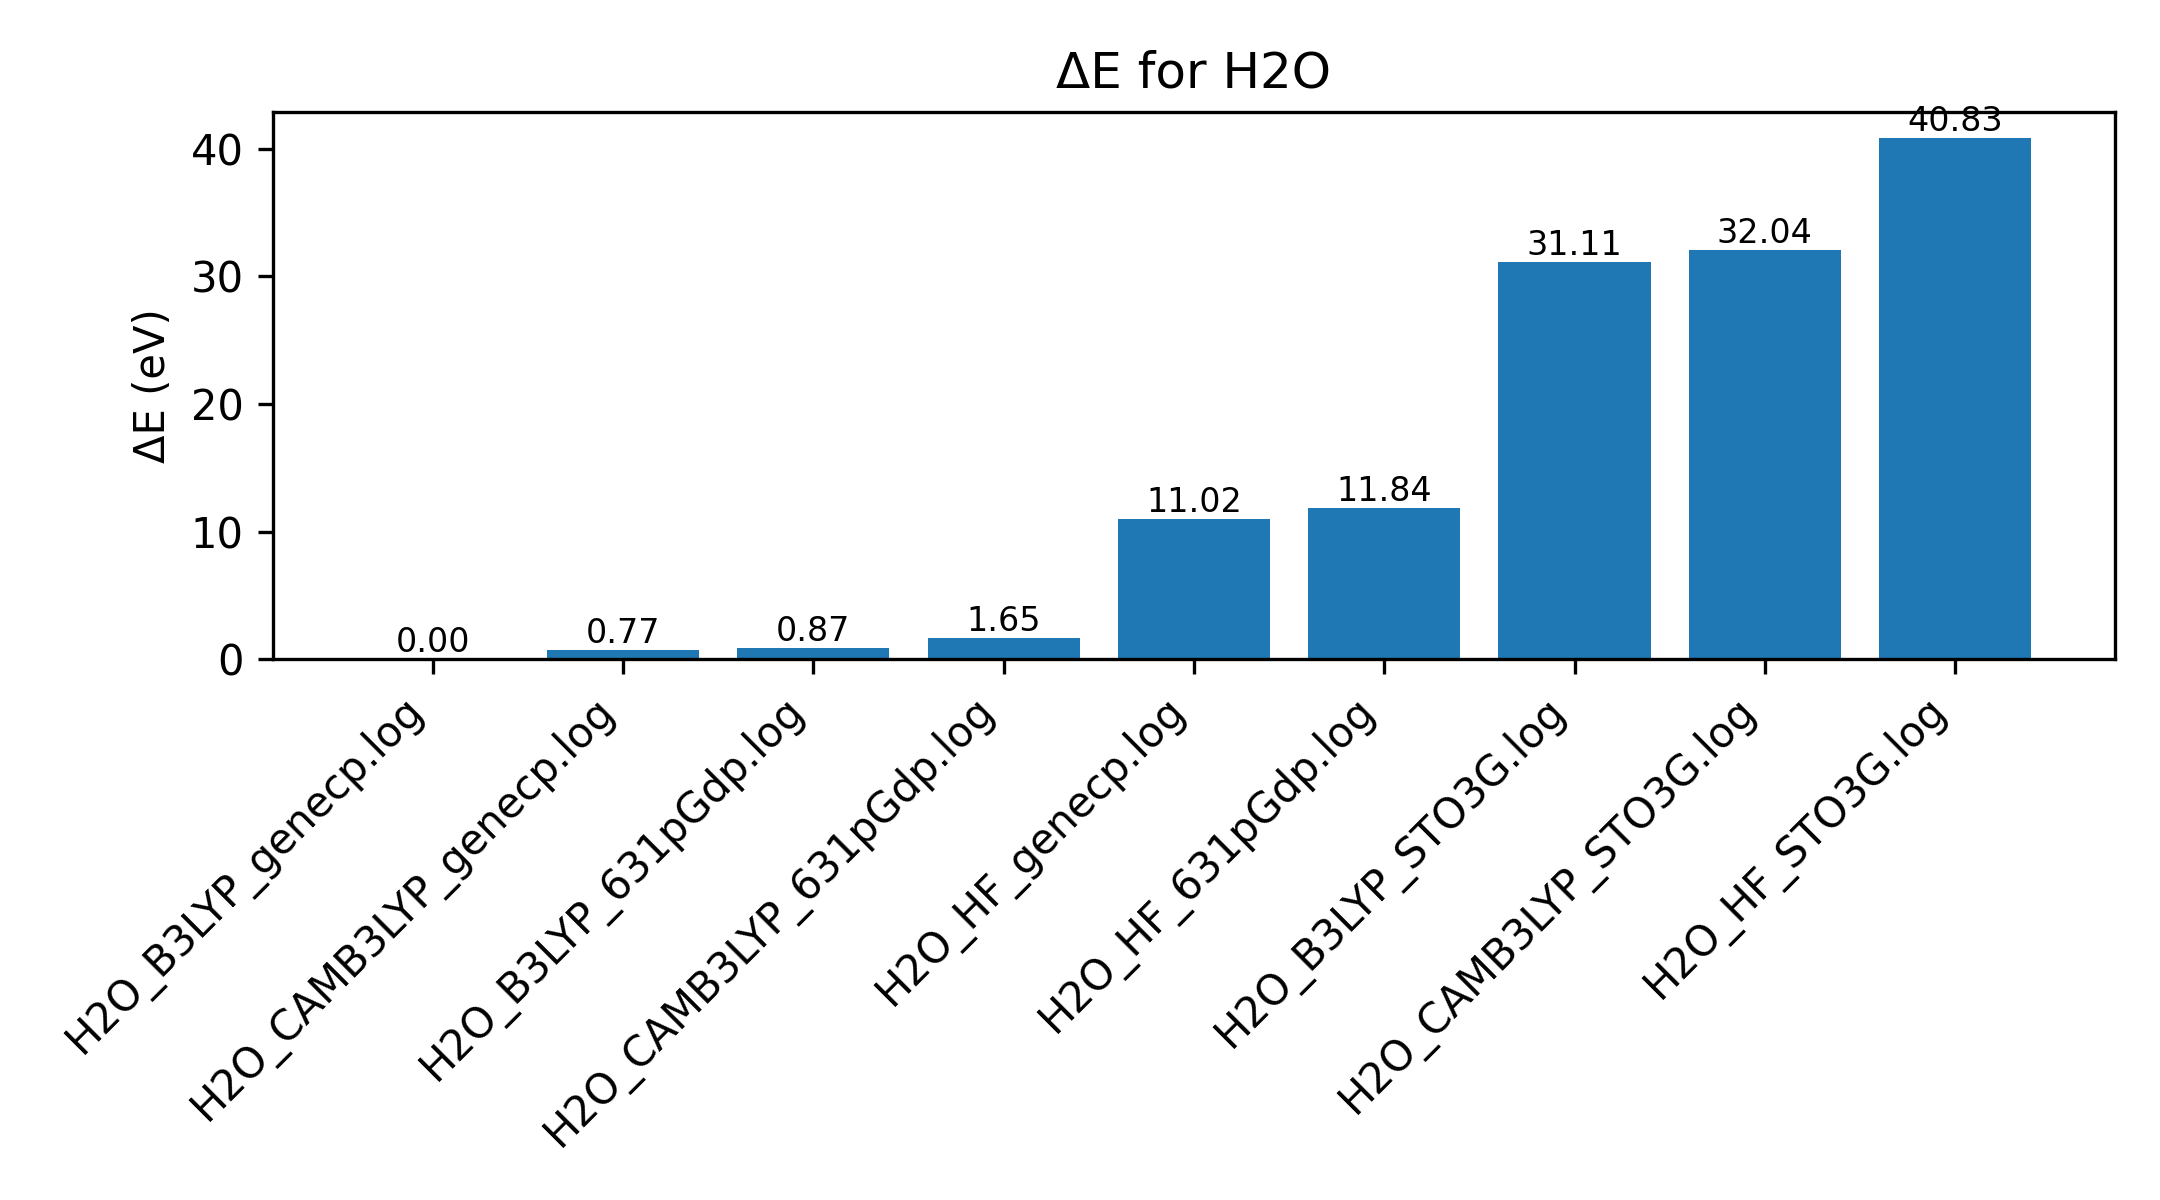 ΔE for H2O
ΔE (eV)
40
30
20
10
0
0.00
0.77
0.87
1.65
11.02
11.84
31.11
32.04
40.83
H2O_B3LYP_genecp.log
H2O_CAMB3LYP_genecp.log
H2O_B3LYP_631pGdp.log
H2O_CAMB3LYP_631pGdp.log
H2O_HF_genecp.log
H2O_HF_631pGdp.log
H2O_B3LYP_STO3G.log
H2O_CAMB3LYP_STO3G.log
H2O_HF_STO3G.log